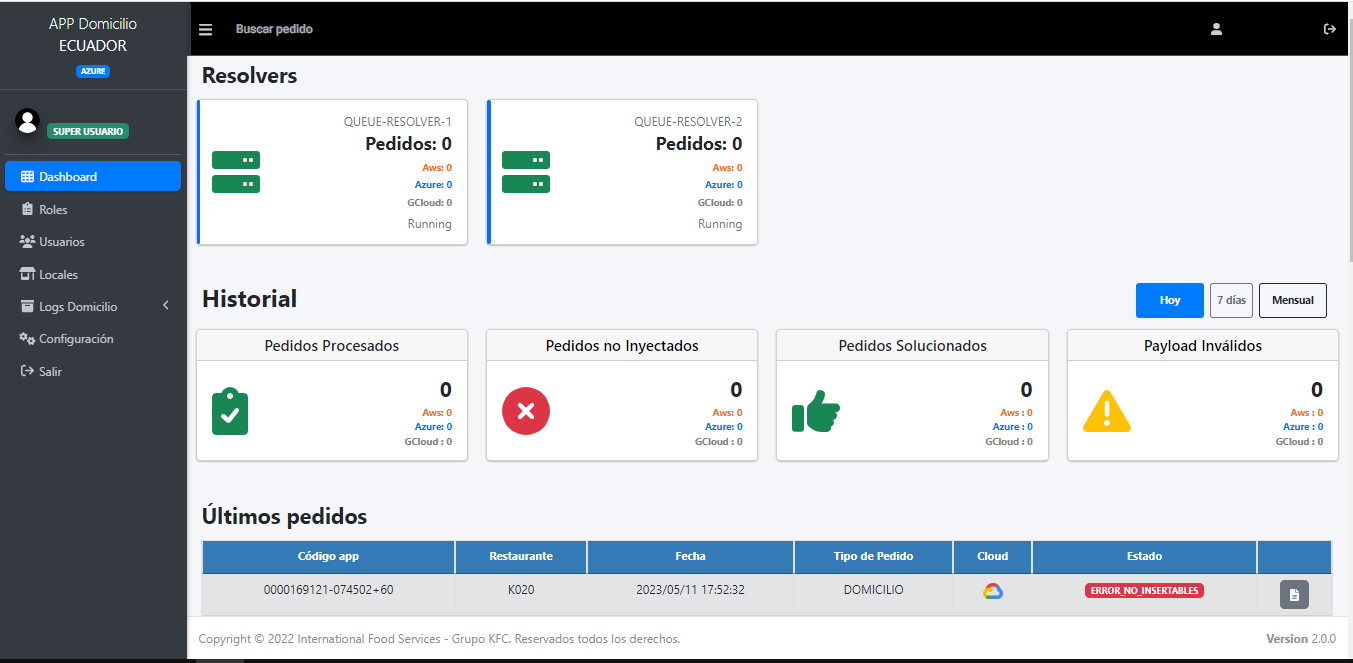 APP Domicilio
ECUADOR
AZURE
SUPER USUARIO
Dashboard
Roles
Usuarios
Locales
Logs Domicilio
Configuración
Salir
Buscar pedido
Resolvers
QUEUE-RESOLVER-1
Pedidos: 0
Aws: 0
Azure: 0
GCloud: 0
Running
QUEUE-RESOLVER-2
Pedidos: 0
Aws: 0
Azure: 0
GCloud: 0
Running
Historial
Hoy 7 días Mensual
Pedidos Procesados
0
Aws: 0
Azure: 0
GCloud : 0
Pedidos no Inyectados
0
Aws: 0
Azure: 0
GCloud : 0
Pedidos Solucionados
0
Aws : 0
Azure : 0
GCloud : 0
Payload Inválidos
0
Aws : 0
Azure : 0
GCloud : 0
Últimos pedidos
Código app Restaurante Fecha Tipo de Pedido Cloud Estado
0000169121-074502+60 K020 2023/05/11 17:52:32 DOMICILIO ERROR_NO_INSERTABLES
Copyright © 2022 International Food Services - Grupo KFC. Reservados todos los derechos. Version 2.0.0